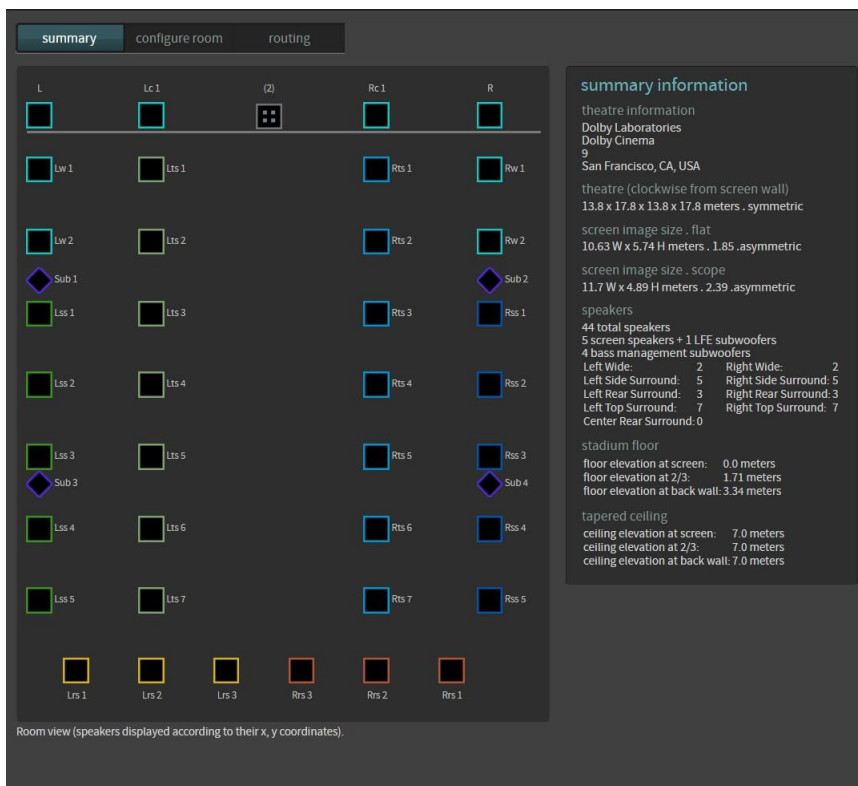 summary configure room routing
L Lc 1 (2) Rc 1 R
Lw 1 Lts 1 Rts 1 Rw 1
Lw 2 Lts 2 Rts 2 Rw 2
Sub 1 Sub 2
Lss 1 Lts 3 Rts 3 Rss 1
Lss 2 Lts 4 Rts 4 Rss 2
Lss 3 Lts 5 Rts 5 Rss 3
Sub 3 Sub 4
Lss 4 Lts 6 Rts 6 Rss 4
Lss 5 Lts 7 Rts 7 Rss 5
Lrs 1 Lrs 2 Lrs 3 Rrs 3 Rrs 2 Rrs 1
Room view (speakers displayed according to their x, y coordinates).
summary information
theatre information
Dolby Laboratories
Dolby Cinema
9
San Francisco, CA, USA
theatre (clockwise from screen wall)
13.8 x 17.8 x 13.8 x 17.8 meters . symmetric
screen image size . flat
10.63 W x 5.74 H meters . 1.85 .asymmetric
screen image size . scope
11.7 W x 4.89 H meters . 2.39 .asymmetric
speakers
44 total speakers
5 screen speakers + 1 LFE subwoofers
4 bass management subwoofers
Left Wide: 2 Right Wide: 2
Left Side Surround: 5 Right Side Surround: 5
Left Rear Surround: 3 Right Rear Surround: 3
Left Top Surround: 7 Right Top Surround: 7
Center Rear Surround: 0
stadium floor
floor elevation at screen: 0.0 meters
floor elevation at 2/3: 1.71 meters
floor elevation at back wall: 3.34 meters
tapered ceiling
ceiling elevation at screen: 7.0 meters
ceiling elevation at 2/3: 7.0 meters
ceiling elevation at back wall: 7.0 meters